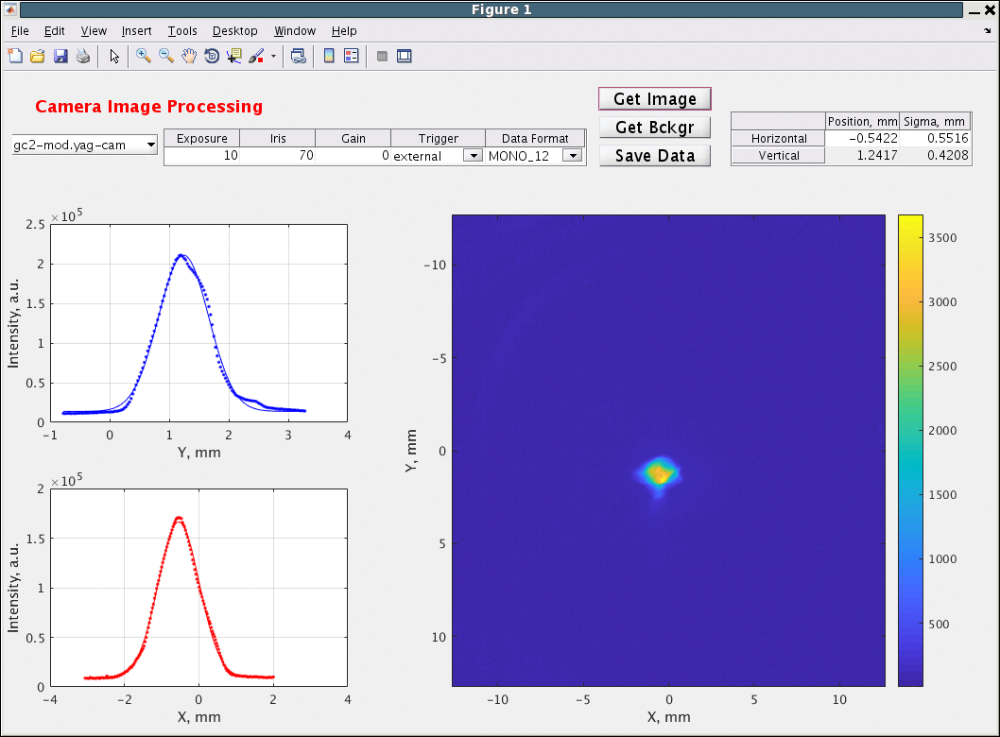 Figure 1
File Edit View Insert Tools Desktop Window Help
Camera Image Processing
gc2-mod.yag-cam
Exposure Iris Gain Trigger Data Format
10 70 0 external MONO_12
Get Image
Get Bckgr
Save Data
Position, mm Sigma, mm
Horizontal −0.5422 0.5516
Vertical 1.2417 0.4208
×10^5
2.5
2
1.5
1
0.5
0
Intensity, a.u.
−1 0 1 2 3 4
Y, mm
×10^5
2
1.5
1
0.5
0
Intensity, a.u.
−4 −2 0 2 4
X, mm
−10
−5
0
5
10
Y, mm
−10 −5 0 5 10
X, mm
3500
3000
2500
2000
1500
1000
500